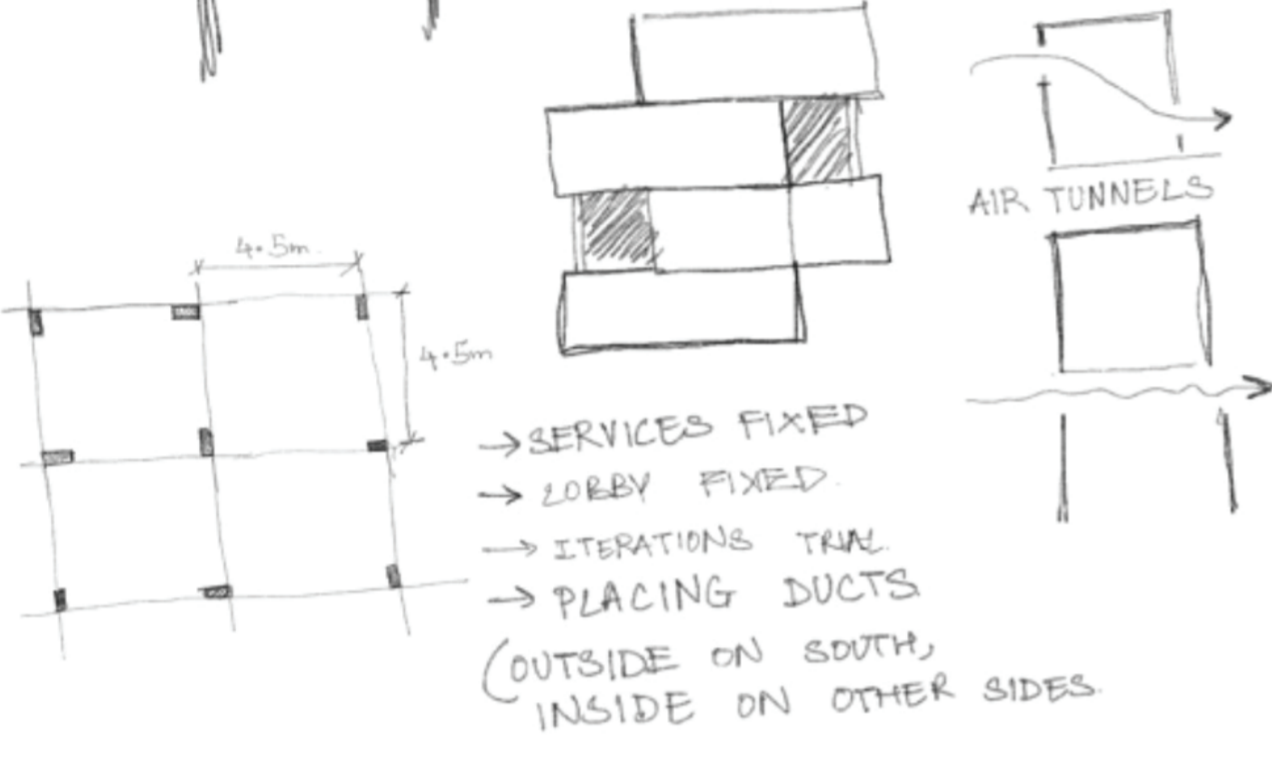 AIR TUNNELS
4.5m
4.5m
→ SERVICES FIXED
→ LOBBY FIXED.
→ ITERATIONS TRIAL.
→ PLACING DUCTS
(OUTSIDE ON SOUTH,
INSIDE ON OTHER SIDES.